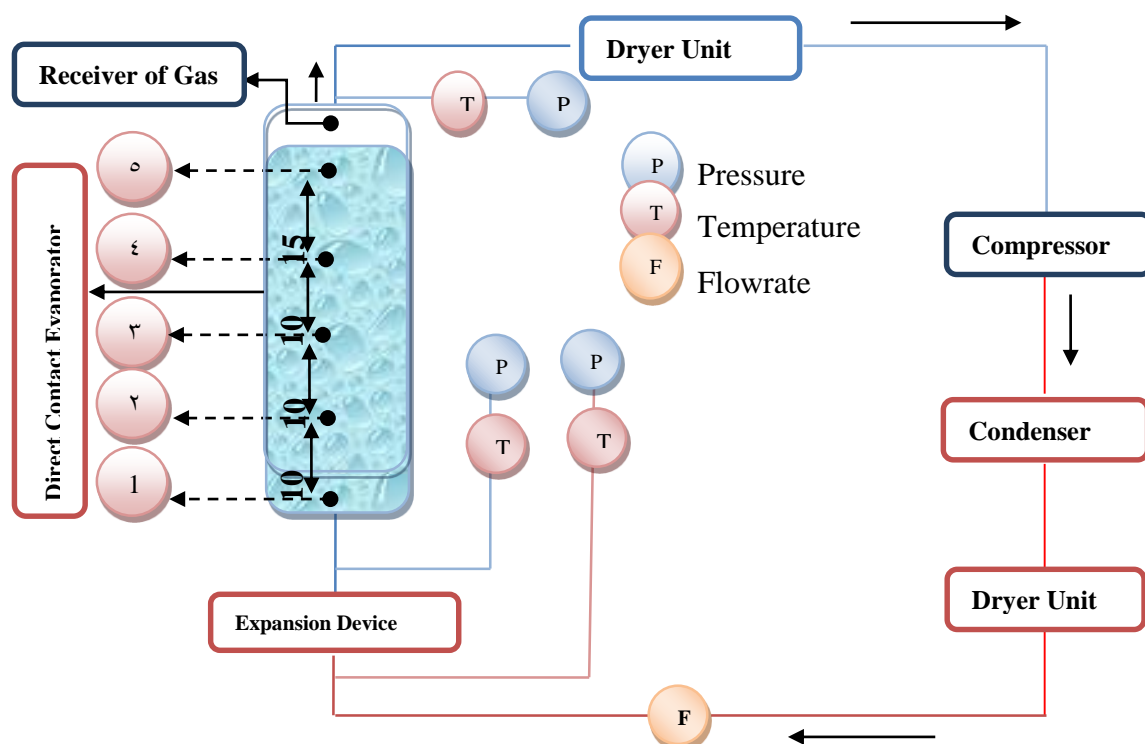 Dryer Unit
Receiver of Gas
T
P
٥
P
Pressure
15
T
Temperature
٤
Compressor
F
Flowrate
Direct Contact Evanorator
10
٣
P
P
10
٢
T
T
Condenser
10
1
Dryer Unit
Expansion Device
F